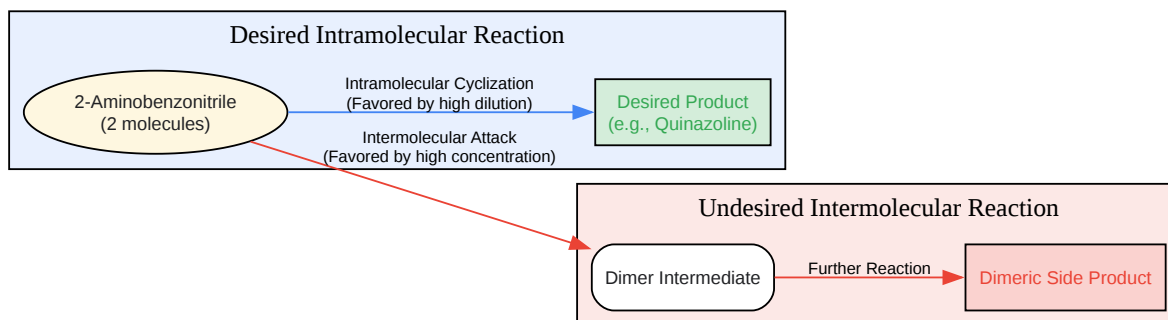 Desired Intramolecular Reaction
2-Aminobenzonitrile
(2 molecules)
Intramolecular Cyclization
(Favored by high dilution)
Desired Product
(e.g., Quinazoline)
Intermolecular Attack
(Favored by high concentration)
Undesired Intermolecular Reaction
Dimer Intermediate
Further Reaction
Dimeric Side Product